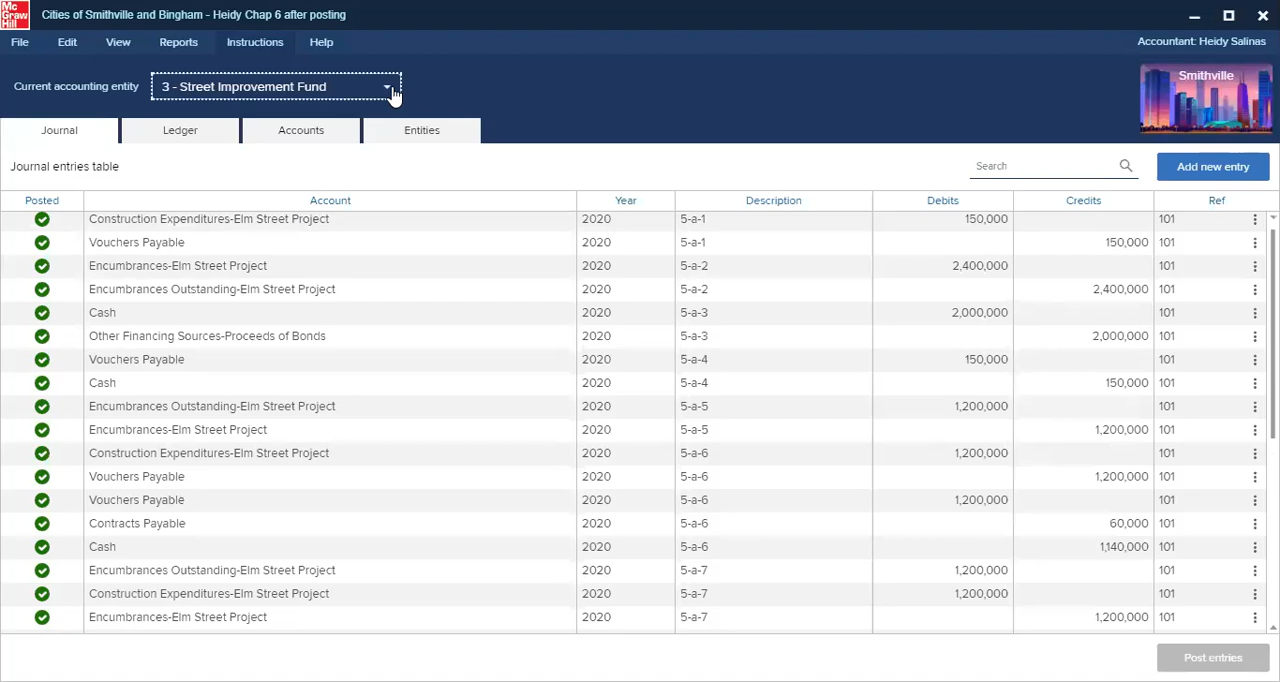 Mc Graw Hill Cities of Smithville and Bingham - Heidy Chap 6 after posting
File Edit View Reports Instructions Help Accountant: Heidy Salinas
Current accounting entity 3 - Street Improvement Fund Smithville
Journal Ledger Accounts Entities
Journal entries table Search Add new entry
Posted Account Year Description Debits Credits Ref
Construction Expenditures-Elm Street Project 2020 5-a-1 150,000 101
Vouchers Payable 2020 5-a-1 150,000 101
Encumbrances-Elm Street Project 2020 5-a-2 2,400,000 101
Encumbrances Outstanding-Elm Street Project 2020 5-a-2 2,400,000 101
Cash 2020 5-a-3 2,000,000 101
Other Financing Sources-Proceeds of Bonds 2020 5-a-3 2,000,000 101
Vouchers Payable 2020 5-a-4 150,000 101
Cash 2020 5-a-4 150,000 101
Encumbrances Outstanding-Elm Street Project 2020 5-a-5 1,200,000 101
Encumbrances-Elm Street Project 2020 5-a-5 1,200,000 101
Construction Expenditures-Elm Street Project 2020 5-a-6 1,200,000 101
Vouchers Payable 2020 5-a-6 1,200,000 101
Vouchers Payable 2020 5-a-6 1,200,000 101
Contracts Payable 2020 5-a-6 60,000 101
Cash 2020 5-a-6 1,140,000 101
Encumbrances Outstanding-Elm Street Project 2020 5-a-7 1,200,000 101
Construction Expenditures-Elm Street Project 2020 5-a-7 1,200,000 101
Encumbrances-Elm Street Project 2020 5-a-7 1,200,000 101
Post entries